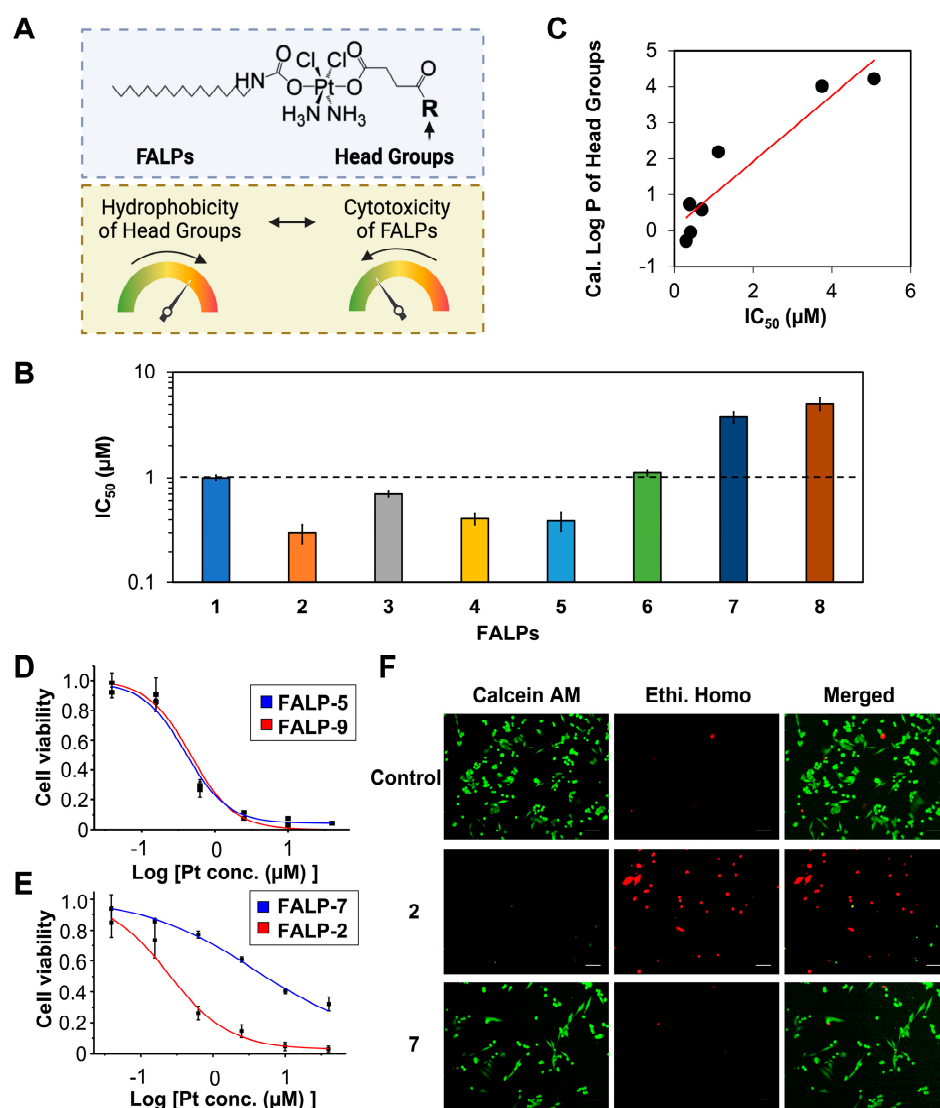 A
HN
O
O
Cl
Cl
Pt
O
O
O
H₃N
NH₃
R
FALPs
Head Groups
Hydrophobicity
of Head Groups
Cytotoxicity
of FALPs
C
Cal. Log P of Head Groups
5
4
3
2
1
0
-1
0
2
4
6
IC₅₀ (µM)
B
IC₅₀ (µM)
10
1
0.1
1 2 3 4 5 6 7 8
FALPs
D
Cell viability
1.0
0.8
0.6
0.4
0.2
0
FALP-5
FALP-9
-1 0 1
Log [Pt conc. (µM) ]
E
Cell viability
1.0
0.8
0.6
0.4
0.2
0
FALP-7
FALP-2
-1 0 1
Log [Pt conc. (µM) ]
F
Calcein AM
Ethi. Homo
Merged
Control
2
7